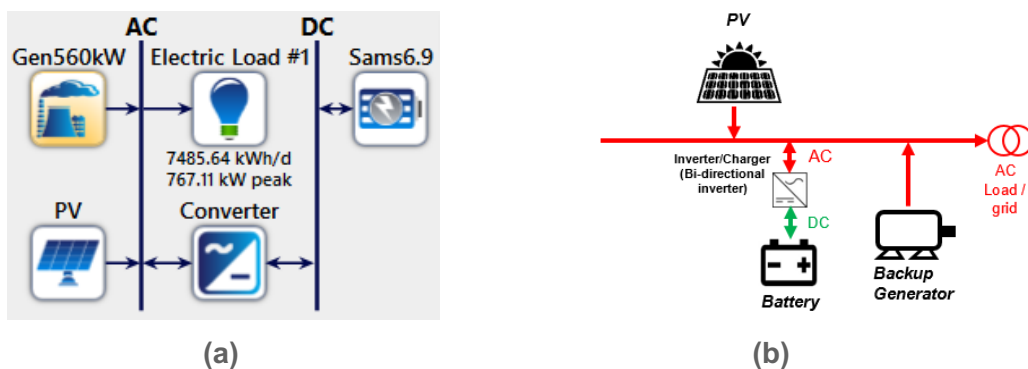 AC
DC
Gen560kW
Electric Load #1
Sams6.9
7485.64 kWh/d
767.11 kW peak
PV
Converter
(a)
PV
Inverter/Charger
(Bi-directional
inverter)
AC
DC
Battery
Backup
Generator
AC
Load /
grid
(b)